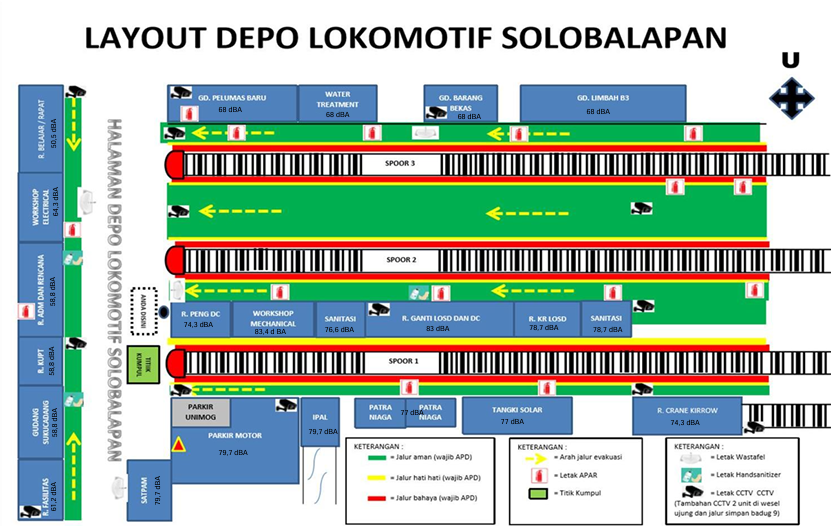 LAYOUT DEPO LOKOMOTIF SOLOBALAPAN
U
GD. PELUMAS BARU
68 dBA
WATER
TREATMENT
68 dBA
GD. BARANG
BEKAS
68 dBA
GD. LIMBAH B3
68 dBA
R. BELAJAR / RAPAT
50,5 dBA
WORKSHOP
ELECTRICAL
64,3 dBA
R. ADM DAN RENCANA
58,8 dBA
R. KUPT
58,8 dBA
GUDANG
SUKUCADANG
58,8 dBA
R. FASILITAS
61,2 dBA
HALAMAN DEPO LOKOMOTIF SOLOBALAPAN
SPOOR 3
SPOOR 2
ANDA DISINI
R. PENG DC
74,3 dBA
WORKSHOP
MECHANICAL
83,4 d BA
SANITASI
76,6 dBA
R. GANTI LOSD DAN DC
83 dBA
R. KR LOSD
78,7 dBA
SANITASI
78,7 dBA
TITIK
KUMPUL
SPOOR 1
PARKIR
UNIMOG
PARKIR MOTOR
79,7 dBA
IPAL
79,7 dBA
PATRA
NIAGA
77 dBA
PATRA
NIAGA
TANGKI SOLAR
77 dBA
R. CRANE KIRROW
74,3 dBA
SATPAM
79,7 dBA
KETERANGAN :
= Jalur aman (wajib APD)
= Jalur hati hati (wajib APD)
= Jalur bahaya (wajib APD)
KETERANGAN :
= Arah jalur evakuasi
= Letak APAR
= Titik Kumpul
KETERANGAN :
= Letak Wastafel
= Letak Handsanitizer
= Letak CCTV CCTV
(Tambahan CCTV 2 unit di wesel
ujung dan jalur simpan badug 9)